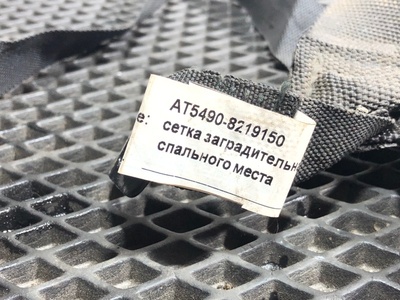 AT5490-8219150
е: сетка заградительн
спального места